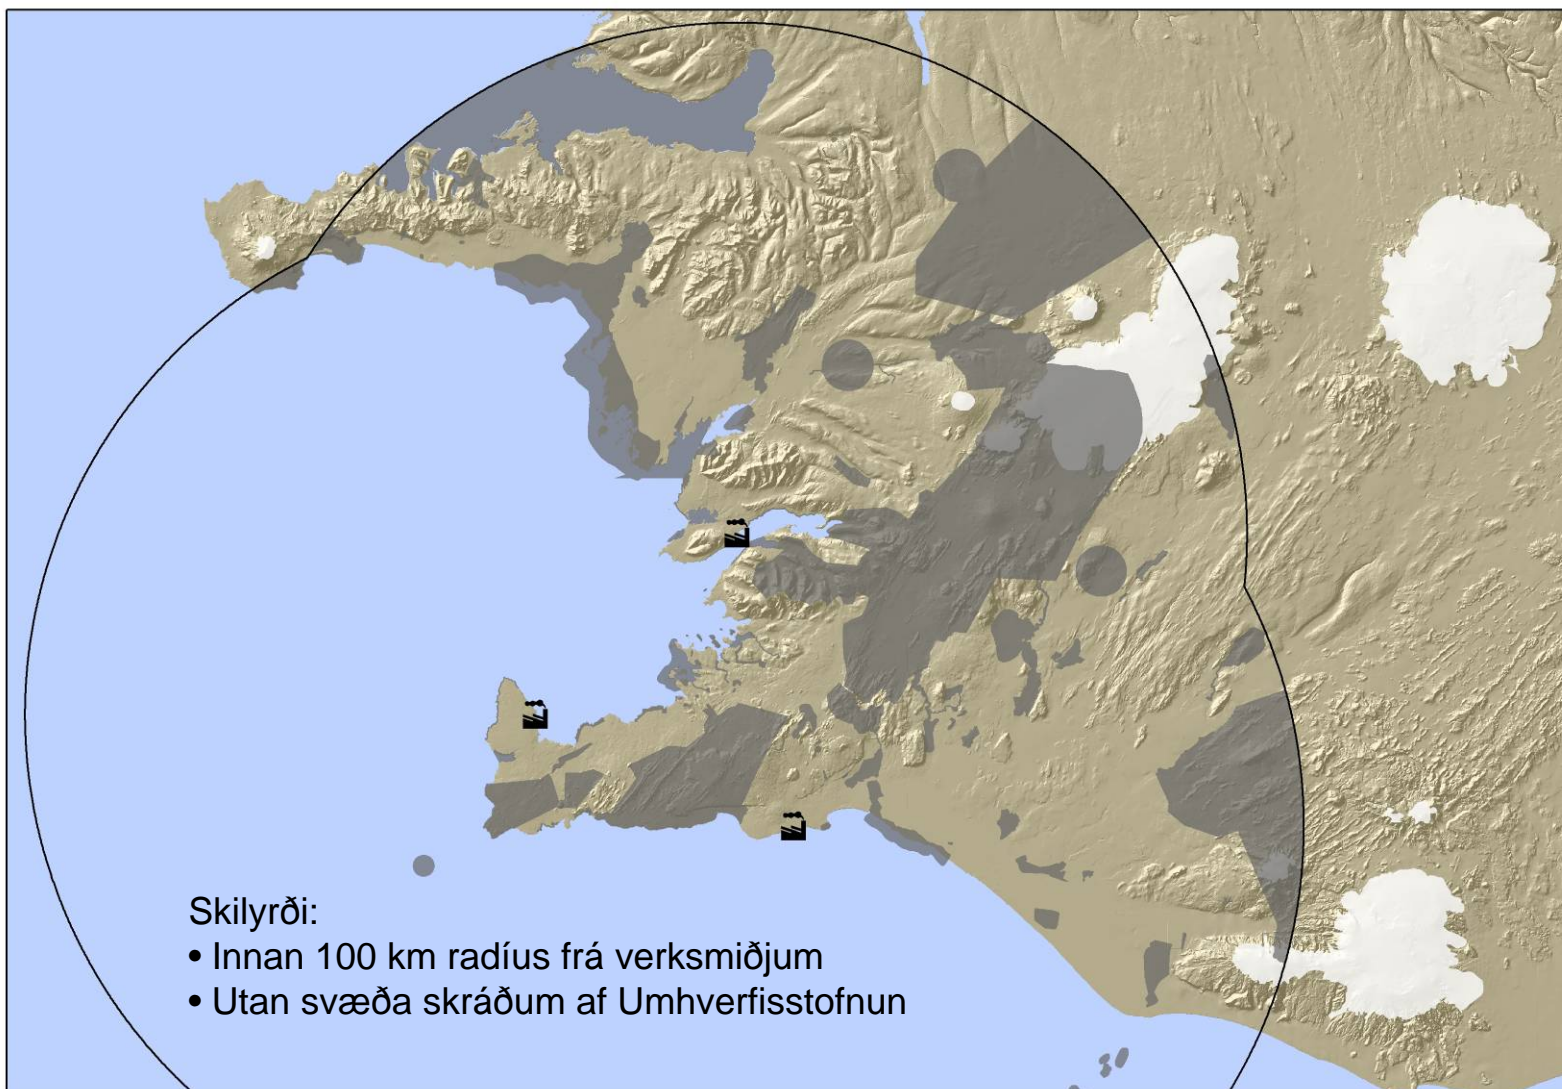 Skilyrði:
• Innan 100 km radíus frá verksmiðjum
• Utan svæða skráðum af Umhverfisstofnun